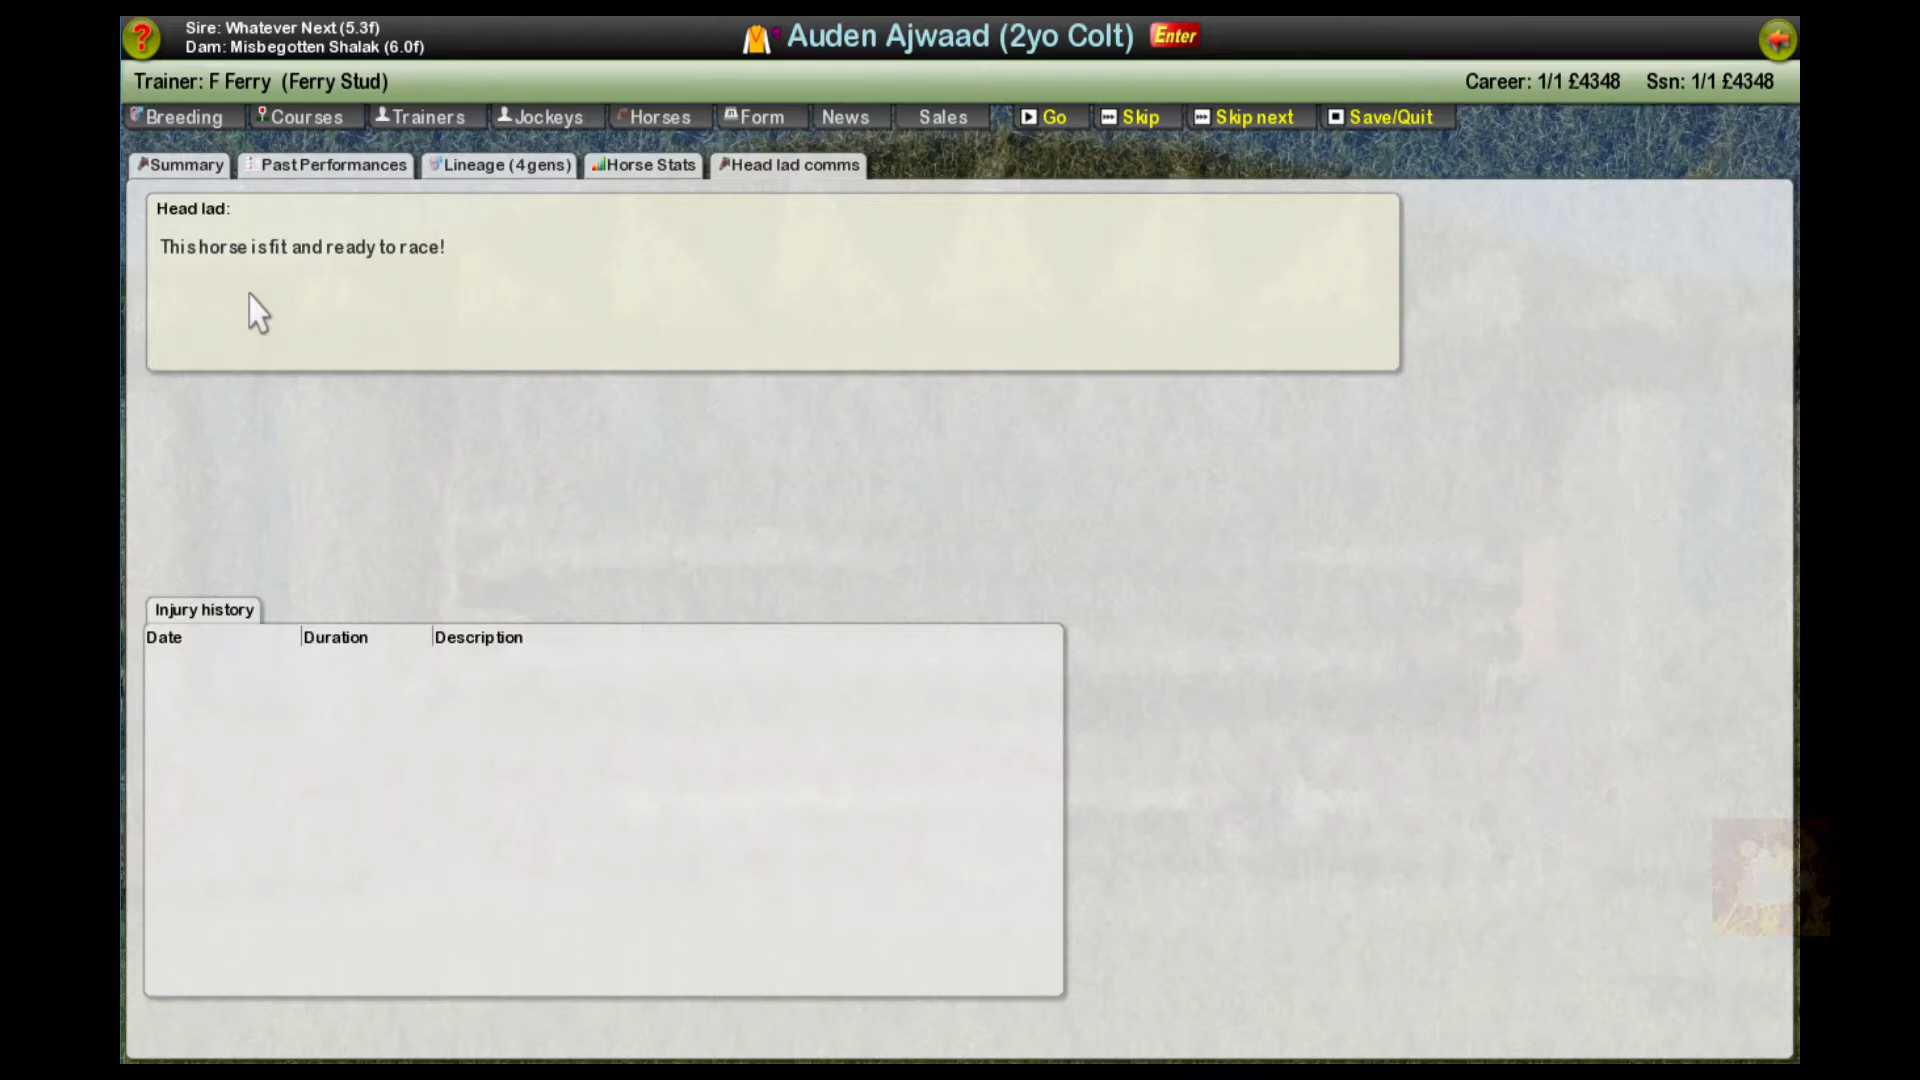 Sire: Whatever Next (5.3f)
Dam: Misbegotten Shalak (6.0f)
Auden Ajwaad (2yo Colt) Enter
Trainer: F Ferry (Ferry Stud) Career: 1/1 £4348 Ssn: 1/1 £4348
Breeding Courses Trainers Jockeys Horses Form News Sales Go Skip Skip next Save/Quit
Summary Past Performances Lineage (4 gens) Horse Stats Head lad comms
Head lad:
This horse is fit and ready to race!
Injury history
Date Duration Description